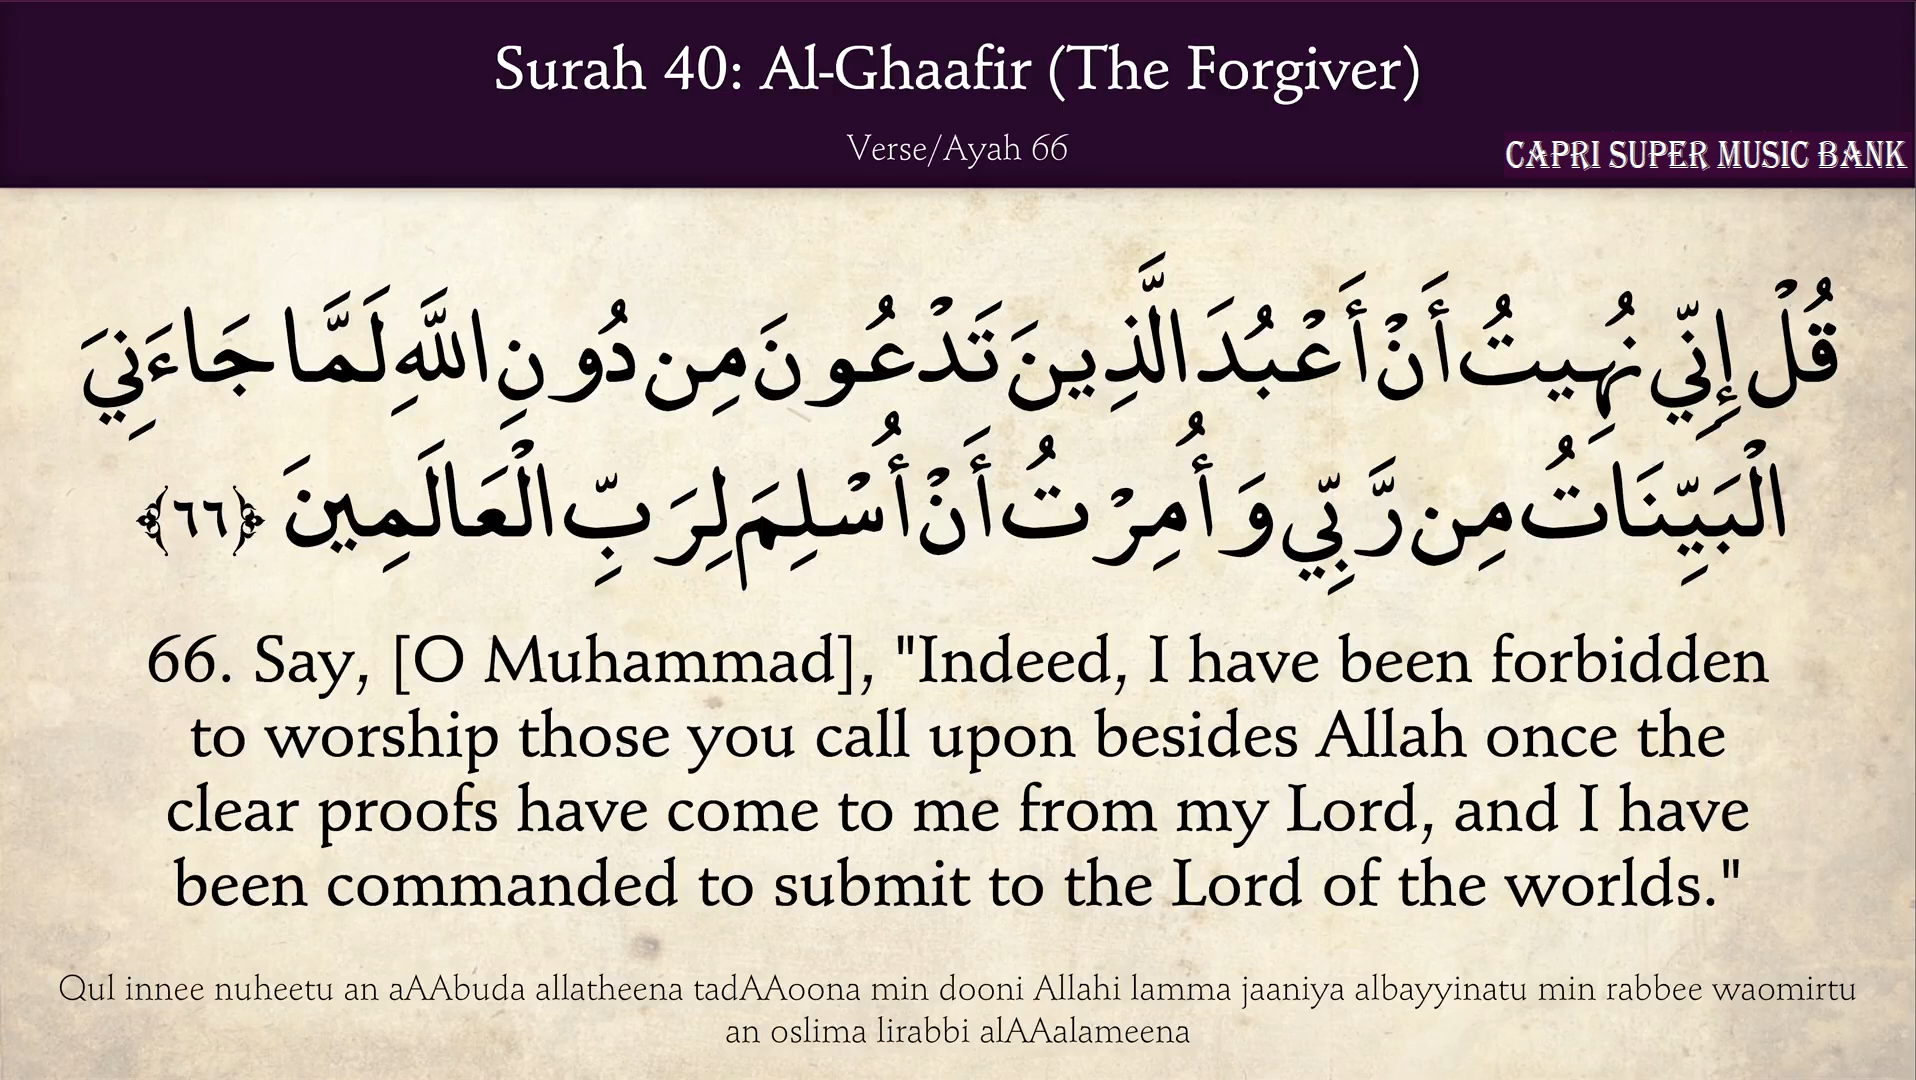 Surah 40: Al-Ghaafir (The Forgiver)
Verse/Ayah 66
CAPRI SUPER MUSIC BANK
قُلْ إِنِّي نُهِيتُ أَنْ أَعْبُدَ الَّذِينَ تَدْعُونَ مِن دُونِ اللَّهِ لَمَّا جَاءَنِيَ
الْبَيِّنَاتُ مِن رَّبِّي وَأُمِرْتُ أَنْ أُسْلِمَ لِرَبِّ الْعَالَمِينَ ﴿٦٦﴾
66. Say, [O Muhammad], "Indeed, I have been forbidden
to worship those you call upon besides Allah once the
clear proofs have come to me from my Lord, and I have
been commanded to submit to the Lord of the worlds."
Qul innee nuheetu an aAAbuda allatheena tadAAoona min dooni Allahi lamma jaaniya albayyinatu min rabbee waomirtu
an oslima lirabbi alAAalameena